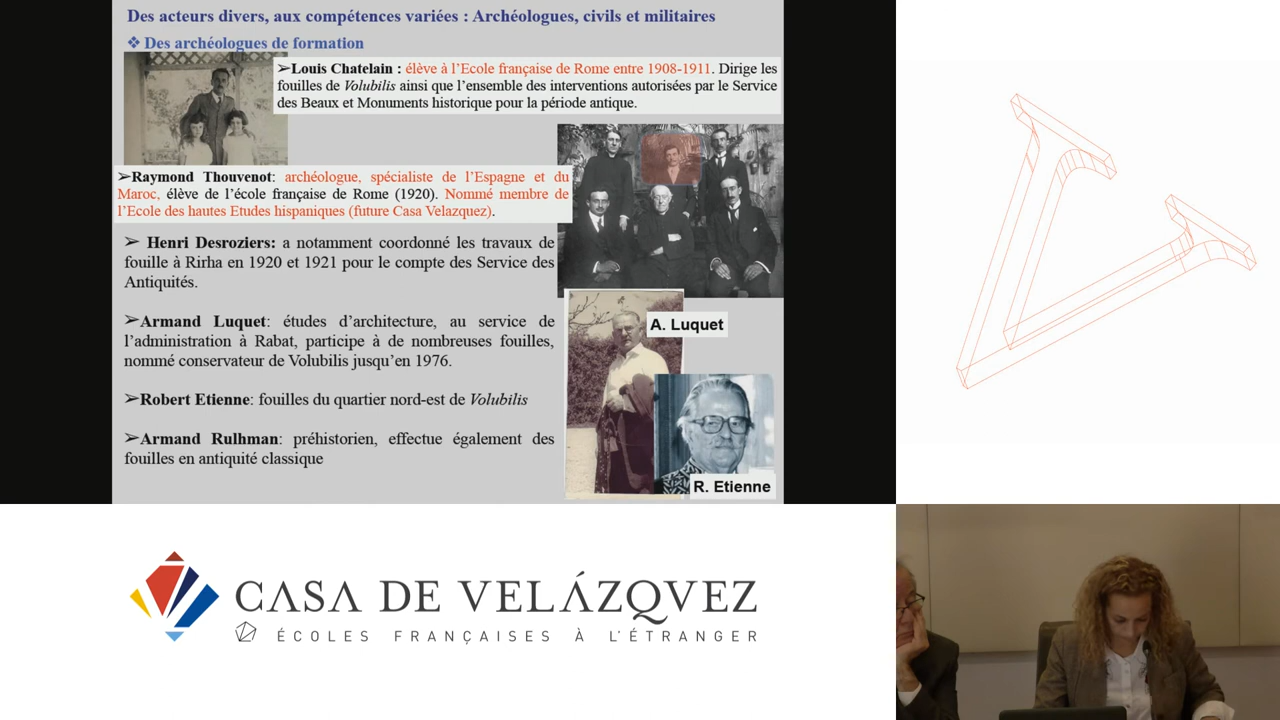 Des acteurs divers, aux compétences variées : Archéologues, civils et militaires
❖ Des archéologues de formation
➢Louis Chatelain : élève à l’Ecole française de Rome entre 1908-1911. Dirige les
fouilles de Volubilis ainsi que l’ensemble des interventions autorisées par le Service
des Beaux et Monuments historique pour la période antique.
➢Raymond Thouvenot: archéologue, spécialiste de l’Espagne et du
Maroc, élève de l’école française de Rome (1920). Nommé membre de
l’Ecole des hautes Etudes hispaniques (future Casa Velazquez).
➢ Henri Desroziers: a notamment coordonné les travaux de
fouille à Rirha en 1920 et 1921 pour le compte des Service des
Antiquités.
➢Armand Luquet: études d’architecture, au service de
l’administration à Rabat, participe à de nombreuses fouilles,
nommé conservateur de Volubilis jusqu’en 1976.
➢Robert Etienne: fouilles du quartier nord-est de Volubilis
➢Armand Rulhman: préhistorien, effectue également des
fouilles en antiquité classique
A. Luquet
R. Etienne
CASA DE VELÁZQVEZ
ÉCOLES FRANÇAISES À L’ÉTRANGER